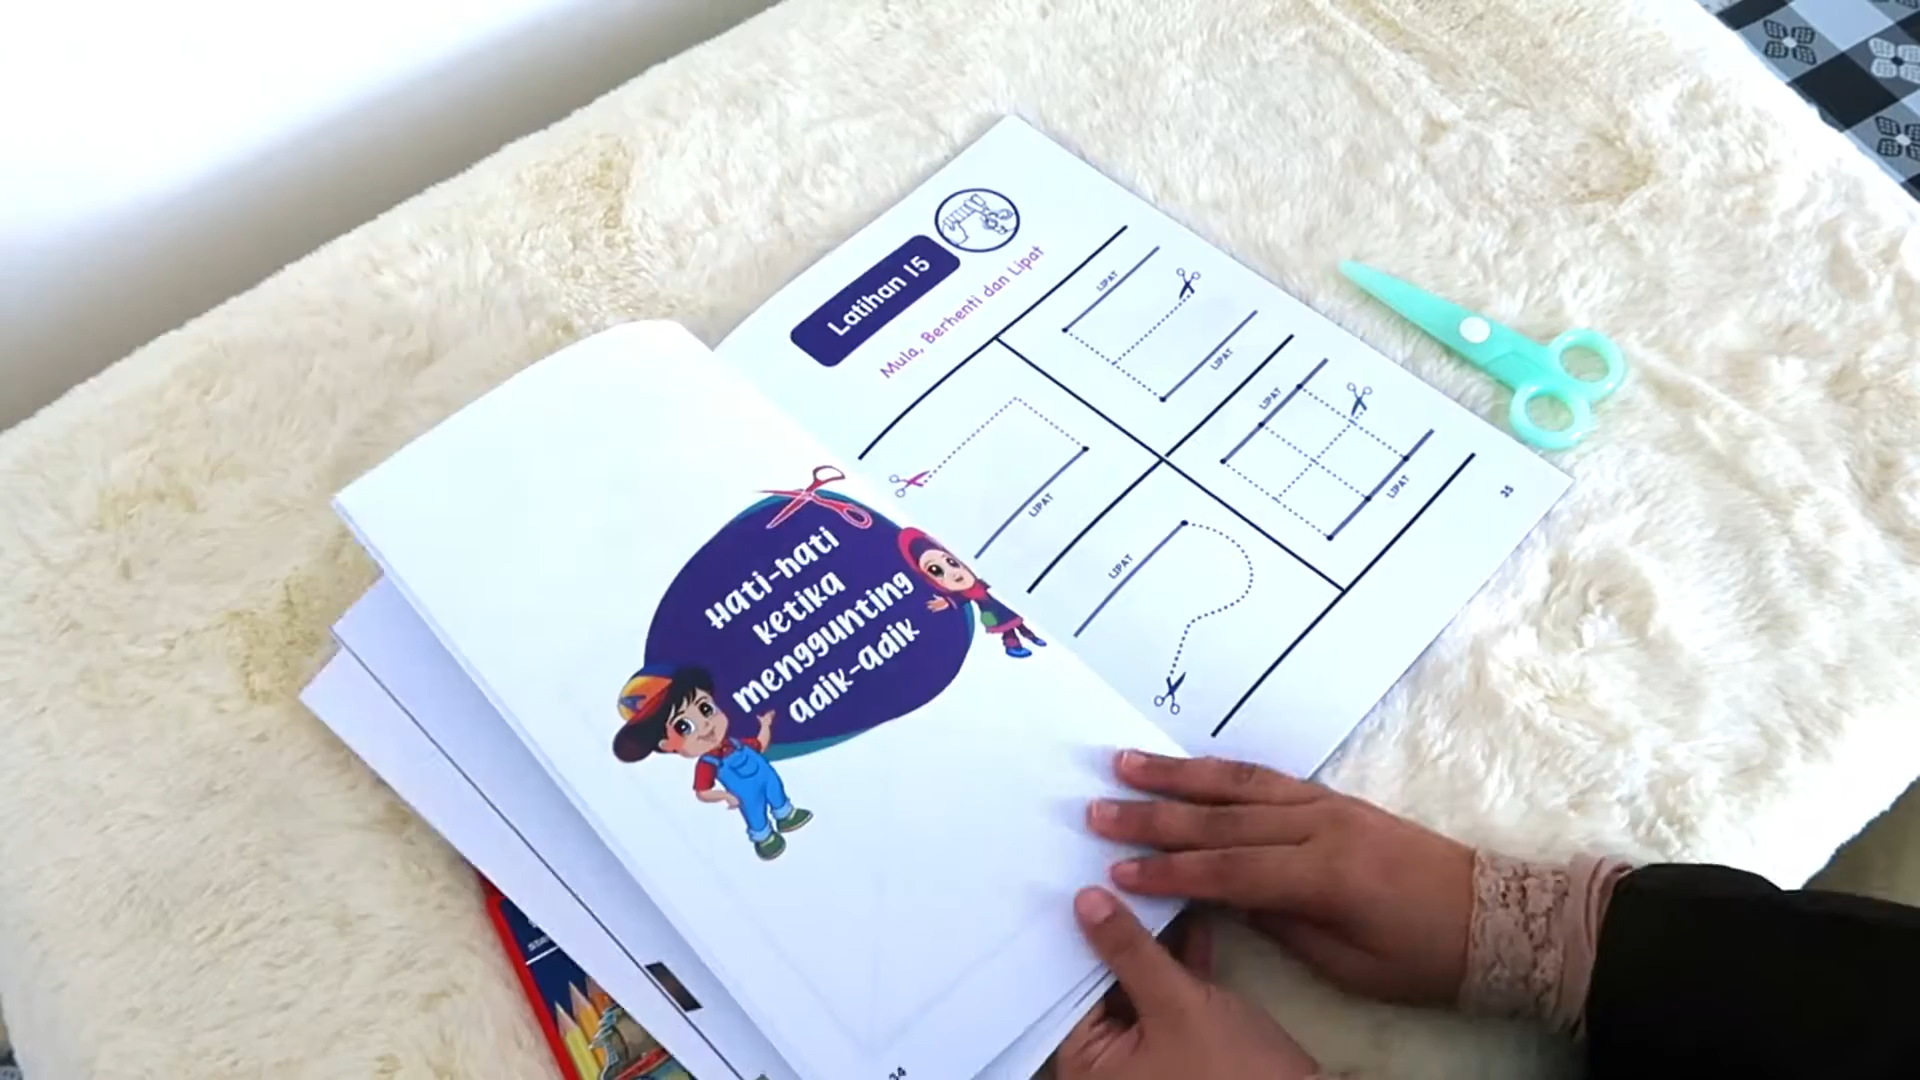 Hati-hati
ketika
menggunting
adik-adik
34
Latihan 15
Mula, Berhenti dan Lipat
LIPAT
LIPAT
LIPAT
LIPAT
LIPAT
LIPAT
35